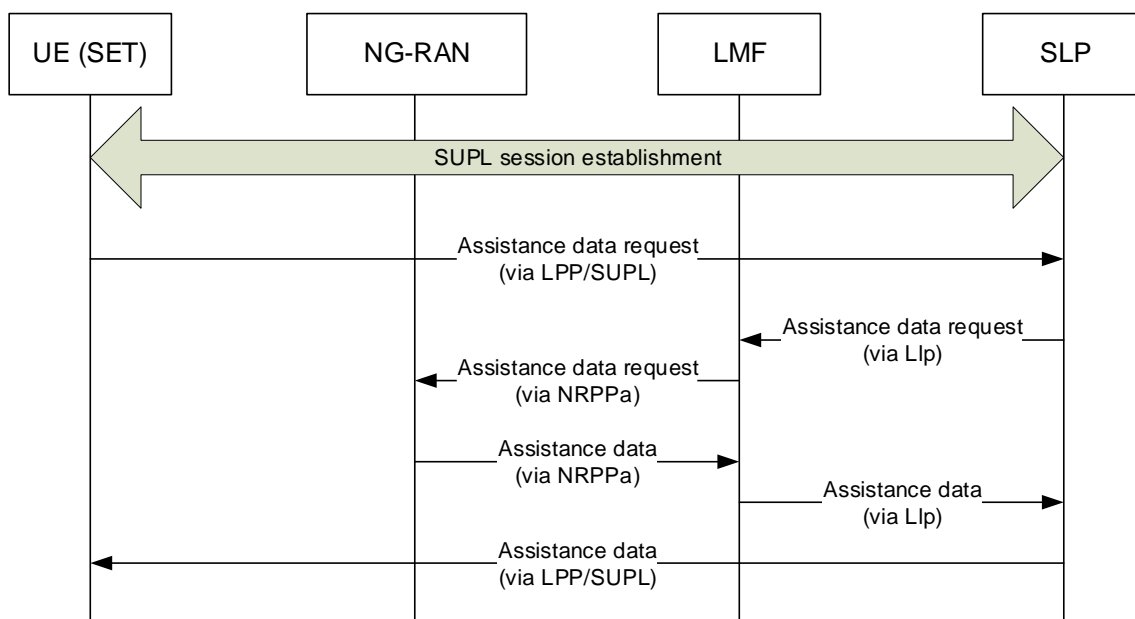 UE (SET)
NG-RAN
LMF
SLP
SUPL session establishment
Assistance data request
(via LPP/SUPL)
Assistance data request
(via Llp)
Assistance data request
(via NRPPa)
Assistance data
(via NRPPa)
Assistance data
(via Llp)
Assistance data
(via LPP/SUPL)